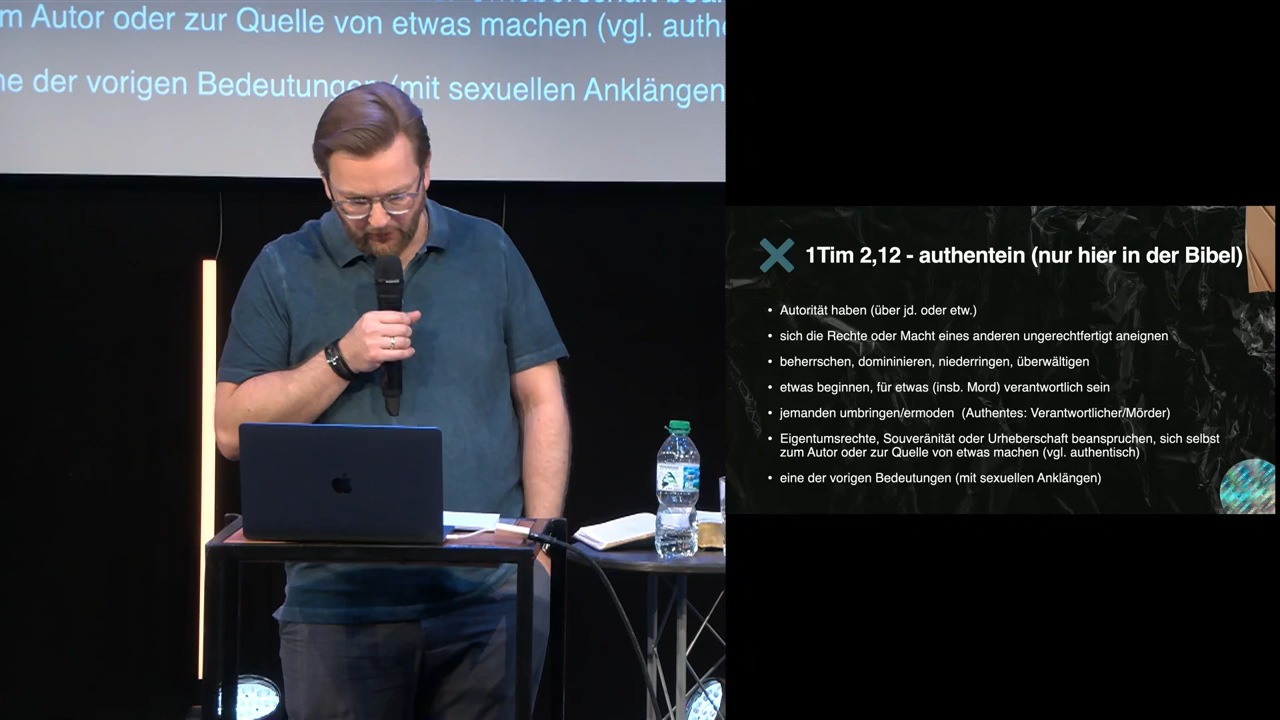 m Autor oder zur Quelle von etwas machen (vgl. authe
ne der vorigen Bedeutungen (mit sexuellen Anklängen
1Tim 2,12 - authentein (nur hier in der Bibel)
• Autorität haben (über jd. oder etw.)
• sich die Rechte oder Macht eines anderen ungerechtfertigt aneignen
• beherrschen, domininieren, niederringen, überwältigen
• etwas beginnen, für etwas (insb. Mord) verantwortlich sein
• jemanden umbringen/ermoden (Authentes: Verantwortlicher/Mörder)
• Eigentumsrechte, Souveränität oder Urheberschaft beanspruchen, sich selbst
zum Autor oder zur Quelle von etwas machen (vgl. authentisch)
• eine der vorigen Bedeutungen (mit sexuellen Anklängen)